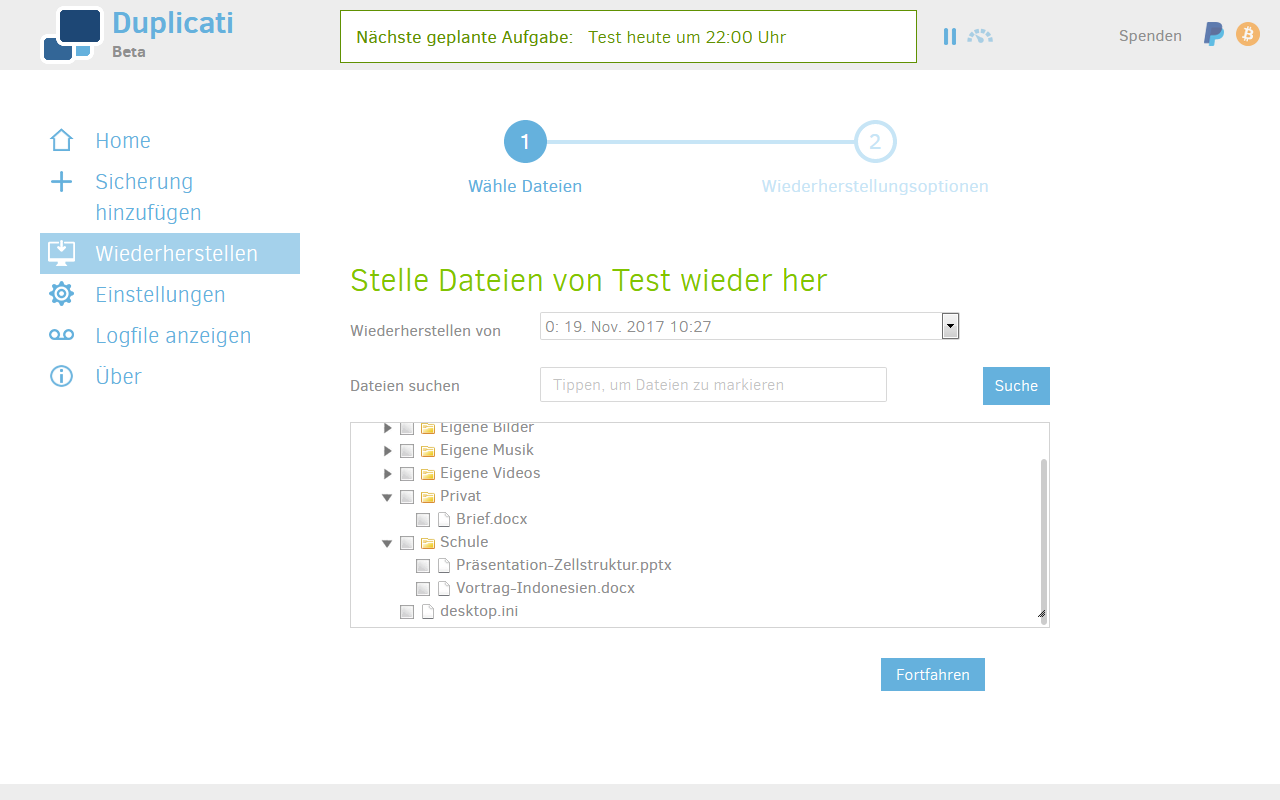 Duplicati
Beta
Nächste geplante Aufgabe: Test heute um 22:00 Uhr
Spenden
Home
Sicherung
hinzufügen
Wiederherstellen
Einstellungen
Logfile anzeigen
Über
1
2
Wähle Dateien
Wiederherstellungsoptionen
Stelle Dateien von Test wieder her
Wiederherstellen von
0: 19. Nov. 2017 10:27
Dateien suchen
Tippen, um Dateien zu markieren
Suche
Eigene Bilder
Eigene Musik
Eigene Videos
Privat
Brief.docx
Schule
Präsentation-Zellstruktur.pptx
Vortrag-Indonesien.docx
desktop.ini
Fortfahren